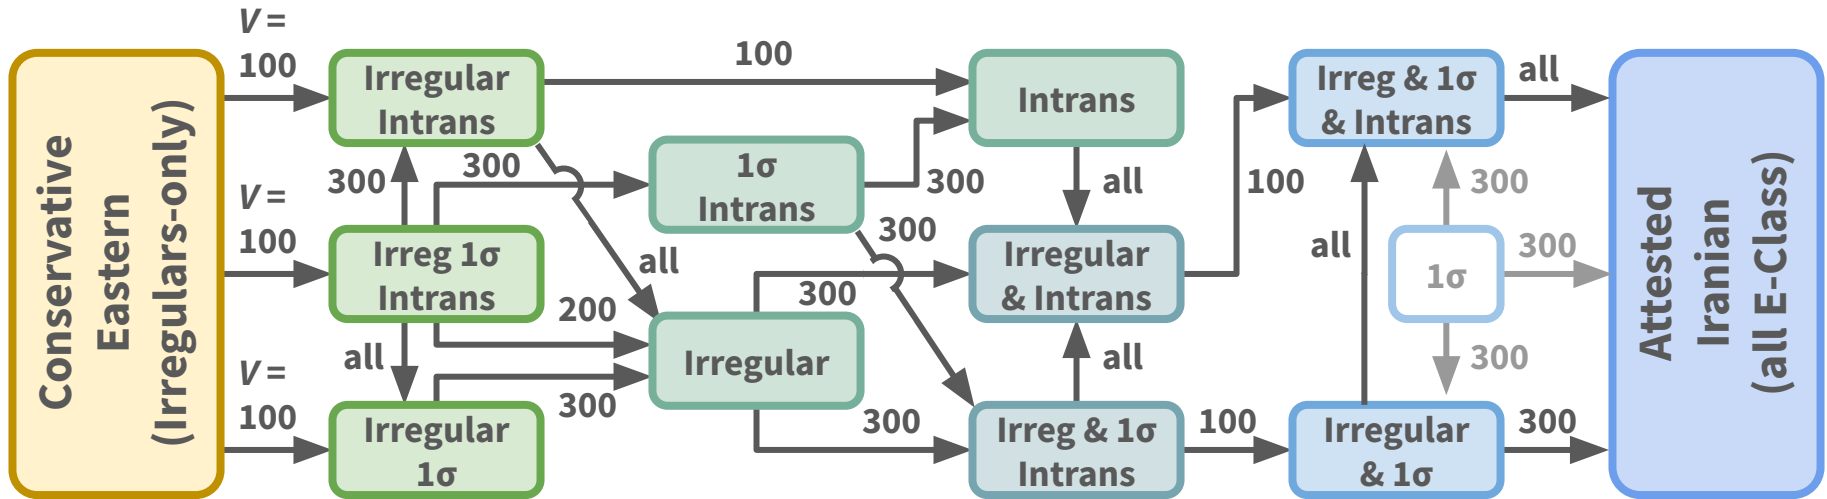 Conservative
Eastern
(Irregulars-only)
V =
100
V =
100
V =
100
Irregular
Intrans
300
Irreg 1σ
Intrans
all
Irregular
1σ
100
300
all
200
300
1σ
Intrans
Irregular
300
300
300
300
Intrans
all
Irregular
& Intrans
all
Irreg & 1σ
Intrans
100
100
Irreg & 1σ
& Intrans
all
300
1σ
300
Irregular
& 1σ
all
300
300
Attested
Iranian
(all E-Class)